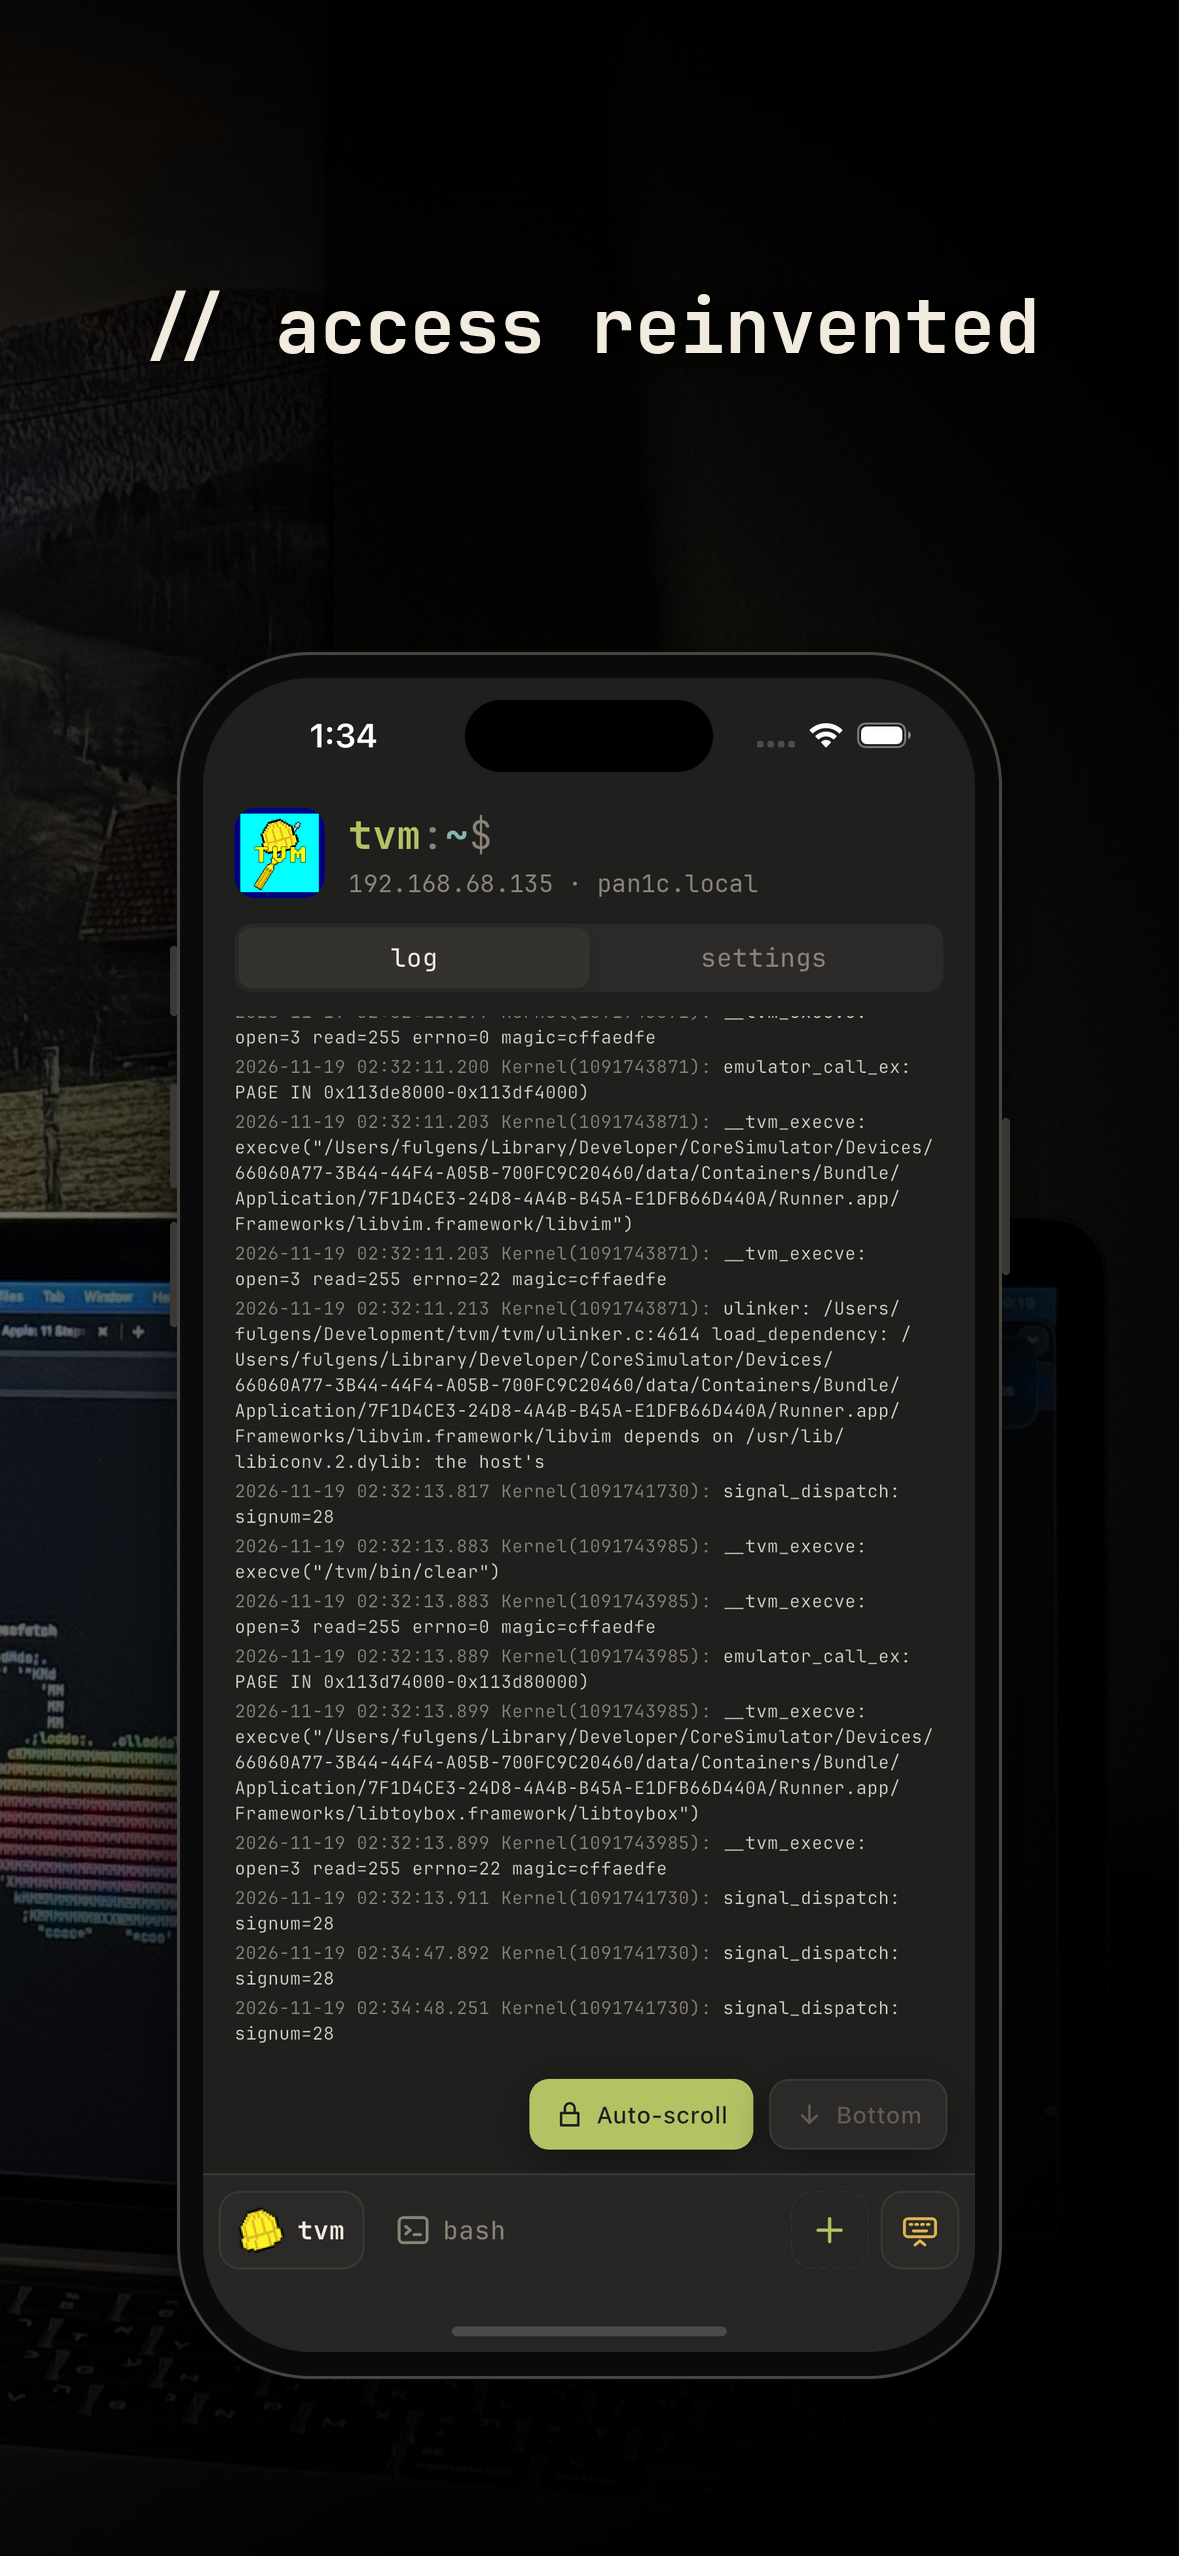 // access reinvented
1:34
TVM
tvm:~$
192.168.68.135 · pan1c.local
log
settings
open=3 read=255 errno=0 magic=cffaedfe
2026-11-19 02:32:11.200 Kernel(1091743871): emulator_call_ex:
PAGE IN 0x113de8000-0x113df4000)
2026-11-19 02:32:11.203 Kernel(1091743871): __tvm_execve:
execve("/Users/fulgens/Library/Developer/CoreSimulator/Devices/
66060A77-3B44-44F4-A05B-700FC9C20460/data/Containers/Bundle/
Application/7F1D4CE3-24D8-4A4B-B45A-E1DFB66D440A/Runner.app/
Frameworks/libvim.framework/libvim")
2026-11-19 02:32:11.203 Kernel(1091743871): __tvm_execve:
open=3 read=255 errno=22 magic=cffaedfe
2026-11-19 02:32:11.213 Kernel(1091743871): ulinker: /Users/
fulgens/Development/tvm/tvm/ulinker.c:4614 load_dependency: /
Users/fulgens/Library/Developer/CoreSimulator/Devices/
66060A77-3B44-44F4-A05B-700FC9C20460/data/Containers/Bundle/
Application/7F1D4CE3-24D8-4A4B-B45A-E1DFB66D440A/Runner.app/
Frameworks/libvim.framework/libvim depends on /usr/lib/
libiconv.2.dylib: the host's
2026-11-19 02:32:13.817 Kernel(1091741730): signal_dispatch:
signum=28
2026-11-19 02:32:13.883 Kernel(1091743985): __tvm_execve:
execve("/tvm/bin/clear")
2026-11-19 02:32:13.883 Kernel(1091743985): __tvm_execve:
open=3 read=255 errno=0 magic=cffaedfe
2026-11-19 02:32:13.889 Kernel(1091743985): emulator_call_ex:
PAGE IN 0x113d74000-0x113d80000)
2026-11-19 02:32:13.899 Kernel(1091743985): __tvm_execve:
execve("/Users/fulgens/Library/Developer/CoreSimulator/Devices/
66060A77-3B44-44F4-A05B-700FC9C20460/data/Containers/Bundle/
Application/7F1D4CE3-24D8-4A4B-B45A-E1DFB66D440A/Runner.app/
Frameworks/libtoybox.framework/libtoybox")
2026-11-19 02:32:13.899 Kernel(1091743985): __tvm_execve:
open=3 read=255 errno=22 magic=cffaedfe
2026-11-19 02:32:13.911 Kernel(1091741730): signal_dispatch:
signum=28
2026-11-19 02:34:47.892 Kernel(1091741730): signal_dispatch:
signum=28
2026-11-19 02:34:48.251 Kernel(1091741730): signal_dispatch:
signum=28
Auto-scroll
Bottom
tvm
bash
Tab Window